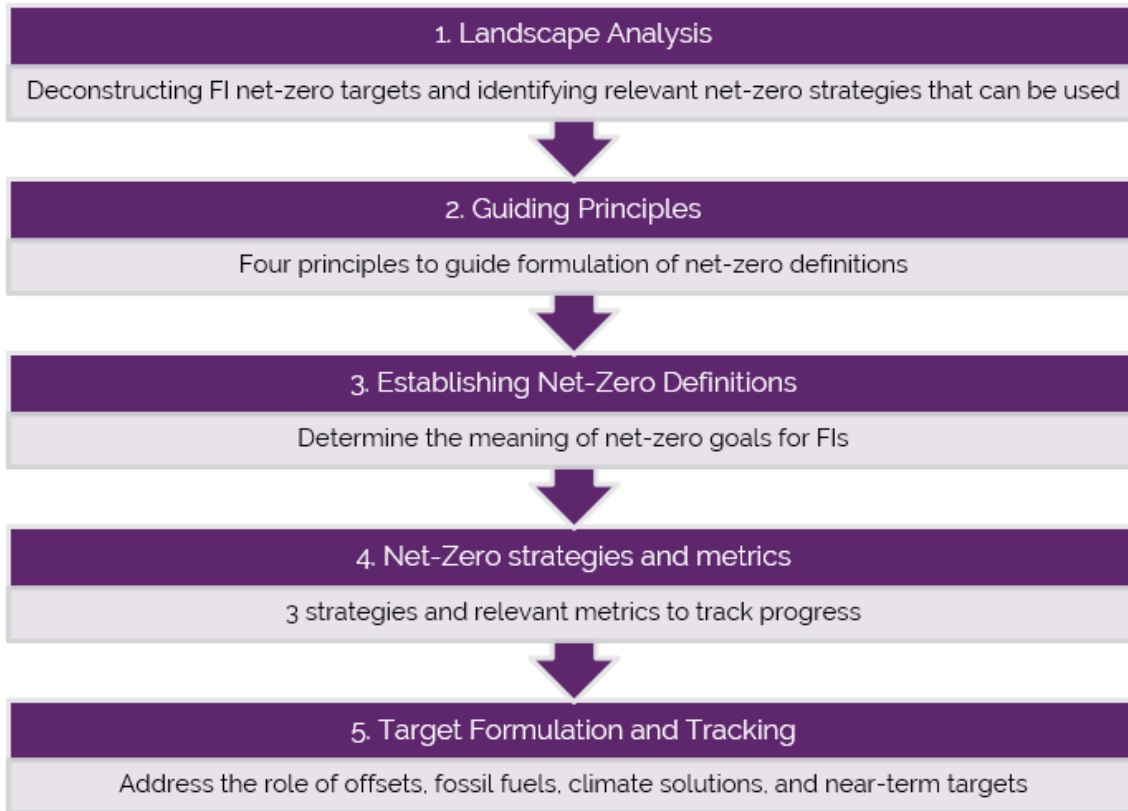 1. Landscape Analysis
Deconstructing FI net-zero targets and identifying relevant net-zero strategies that can be used
2. Guiding Principles
Four principles to guide formulation of net-zero definitions
3. Establishing Net-Zero Definitions
Determine the meaning of net-zero goals for FIs
4. Net-Zero strategies and metrics
3 strategies and relevant metrics to track progress
5. Target Formulation and Tracking
Address the role of offsets, fossil fuels, climate solutions, and near-term targets